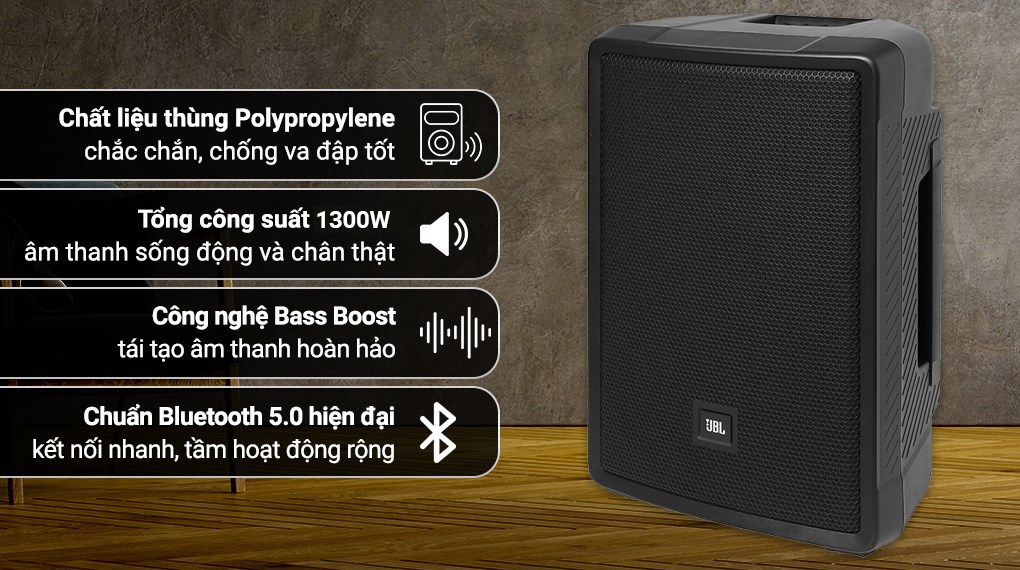 Chất liệu thùng Polypropylene
chắc chắn, chống va đập tốt
Tổng công suất 1300W
âm thanh sống động và chân thật
Công nghệ Bass Boost
tái tạo âm thanh hoàn hảo
Chuẩn Bluetooth 5.0 hiện đại
kết nối nhanh, tầm hoạt động rộng
JBL